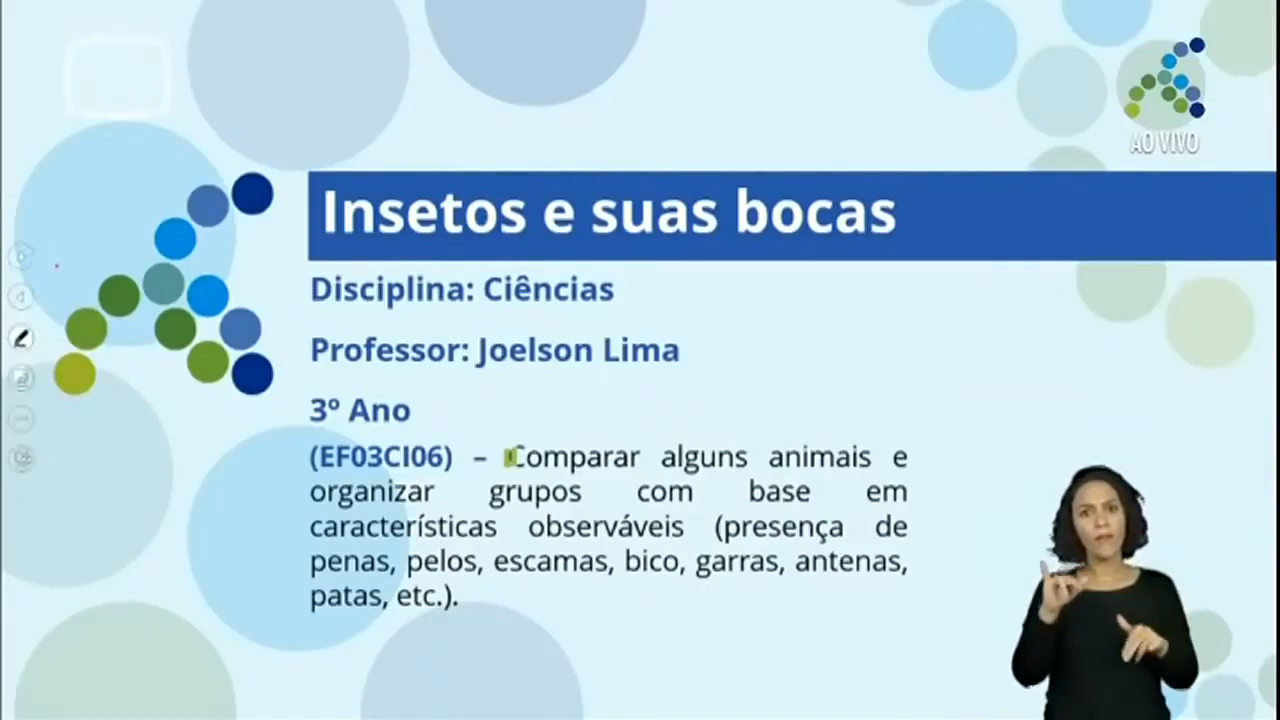 AO VIVO
Insetos e suas bocas
Disciplina: Ciências
Professor: Joelson Lima
3º Ano
(EF03CI06) – Comparar alguns animais e
organizar grupos com base em
características observáveis (presença de
penas, pelos, escamas, bico, garras, antenas,
patas, etc.).